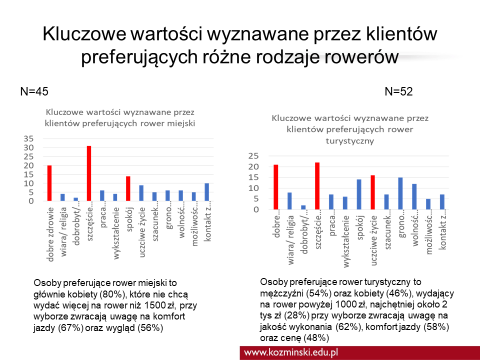 Kluczowe wartości wyznawane przez klientów
preferujących różne rodzaje rowerów
N=45
N=52
Kluczowe wartości wyznawane przez
klientów preferujących rower miejski
35
30
25
20
15
10
5
0
dobre zdrowie
wiara/ religia
dobrobyt/…
szczęście…
praca…
wykształcenie
spokój
uczciwe życie
szacunek…
grono…
wolność…
możliwość…
kontakt z…
Kluczowe wartości wyznawane przez
klientów preferujących rower
turystyczny
25
20
15
10
5
0
dobre…
wiara/ religia
dobrobyt/…
szczęście…
praca…
wykształcenie
spokój
uczciwe życie
szacunek…
grono…
wolność…
możliwość…
kontakt z…
Osoby preferujące rower miejski to
głównie kobiety (80%), które nie chcą
wydać więcej na rower niż 1500 zł, przy
wyborze zwracają uwagę na komfort
jazdy (67%) oraz wygląd (56%)
Osoby preferujące rower turystyczny to
mężczyźni (54%) oraz kobiety (46%), wydający
na rower powyżej 1000 zł, najchętniej około 2
tys zł (28%) przy wyborze zwracają uwagę na
jakość wykonania (62%), komfort jazdy (58%)
oraz cenę (48%)
www.kozminski.edu.pl